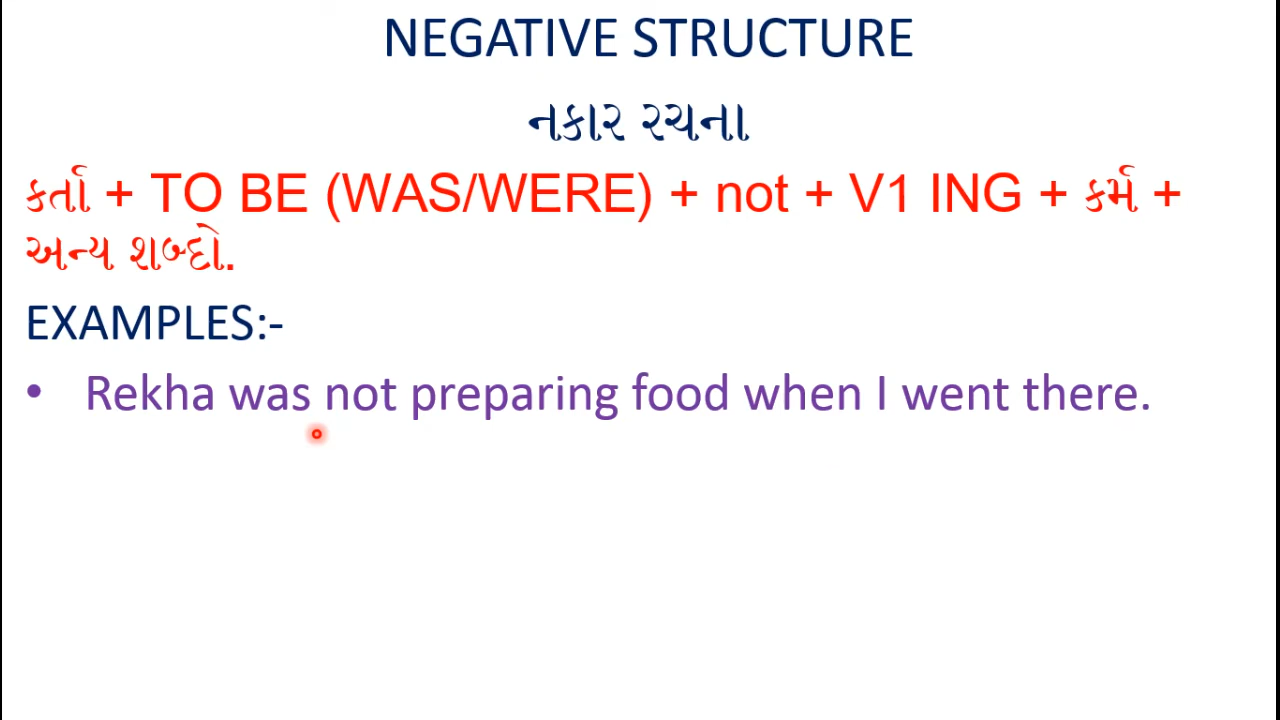 NEGATIVE STRUCTURE
નકાર રચના
કર્તા + TO BE (WAS/WERE) + not + V1 ING + કર્મ +
અન્ય શબ્દો.
EXAMPLES:-
• Rekha was not preparing food when I went there.